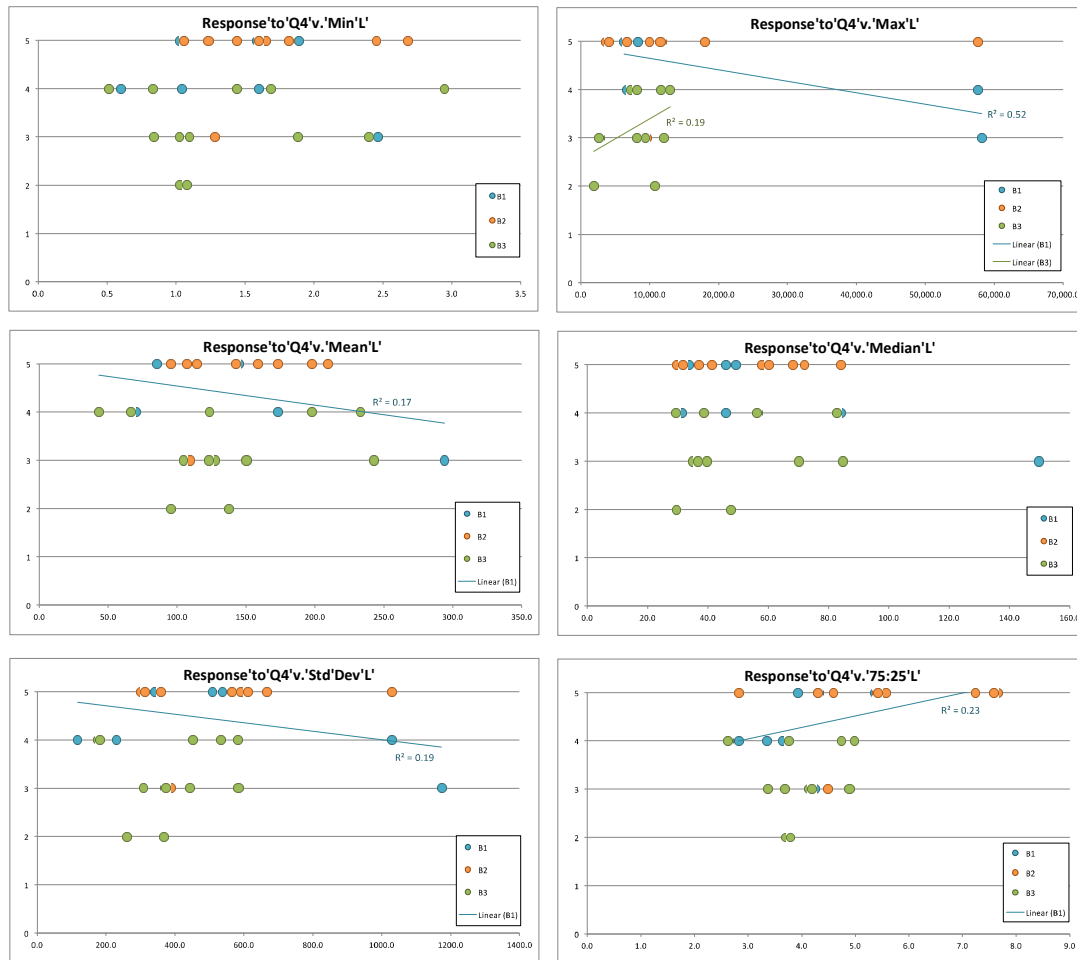 Response'to'Q4'v.'Min'L'
5
4
3
2
1
0
0.0 0.5 1.0 1.5 2.0 2.5 3.0 3.5
B1
B2
B3
Response'to'Q4'v.'Max'L'
5
4
3
2
1
0
0.0 10,000.0 20,000.0 30,000.0 40,000.0 50,000.0 60,000.0 70,000.0
R² = 0.52
R² = 0.19
B1
B2
B3
Linear (B1)
Linear (B3)
Response'to'Q4'v.'Mean'L'
5
4
3
2
1
0
0.0 50.0 100.0 150.0 200.0 250.0 300.0 350.0
R² = 0.17
B1
B2
B3
Linear (B1)
Response'to'Q4'v.'Median'L'
5
4
3
2
1
0
0.0 20.0 40.0 60.0 80.0 100.0 120.0 140.0 160.0
B1
B2
B3
Response'to'Q4'v.'Std'Dev'L'
5
4
3
2
1
0
0.0 200.0 400.0 600.0 800.0 1000.0 1200.0 1400.0
R² = 0.19
B1
B2
B3
Linear (B1)
Response'to'Q4'v.'75:25'L'
5
4
3
2
1
0
0.0 1.0 2.0 3.0 4.0 5.0 6.0 7.0 8.0 9.0
R² = 0.23
B1
B2
B3
Linear (B1)